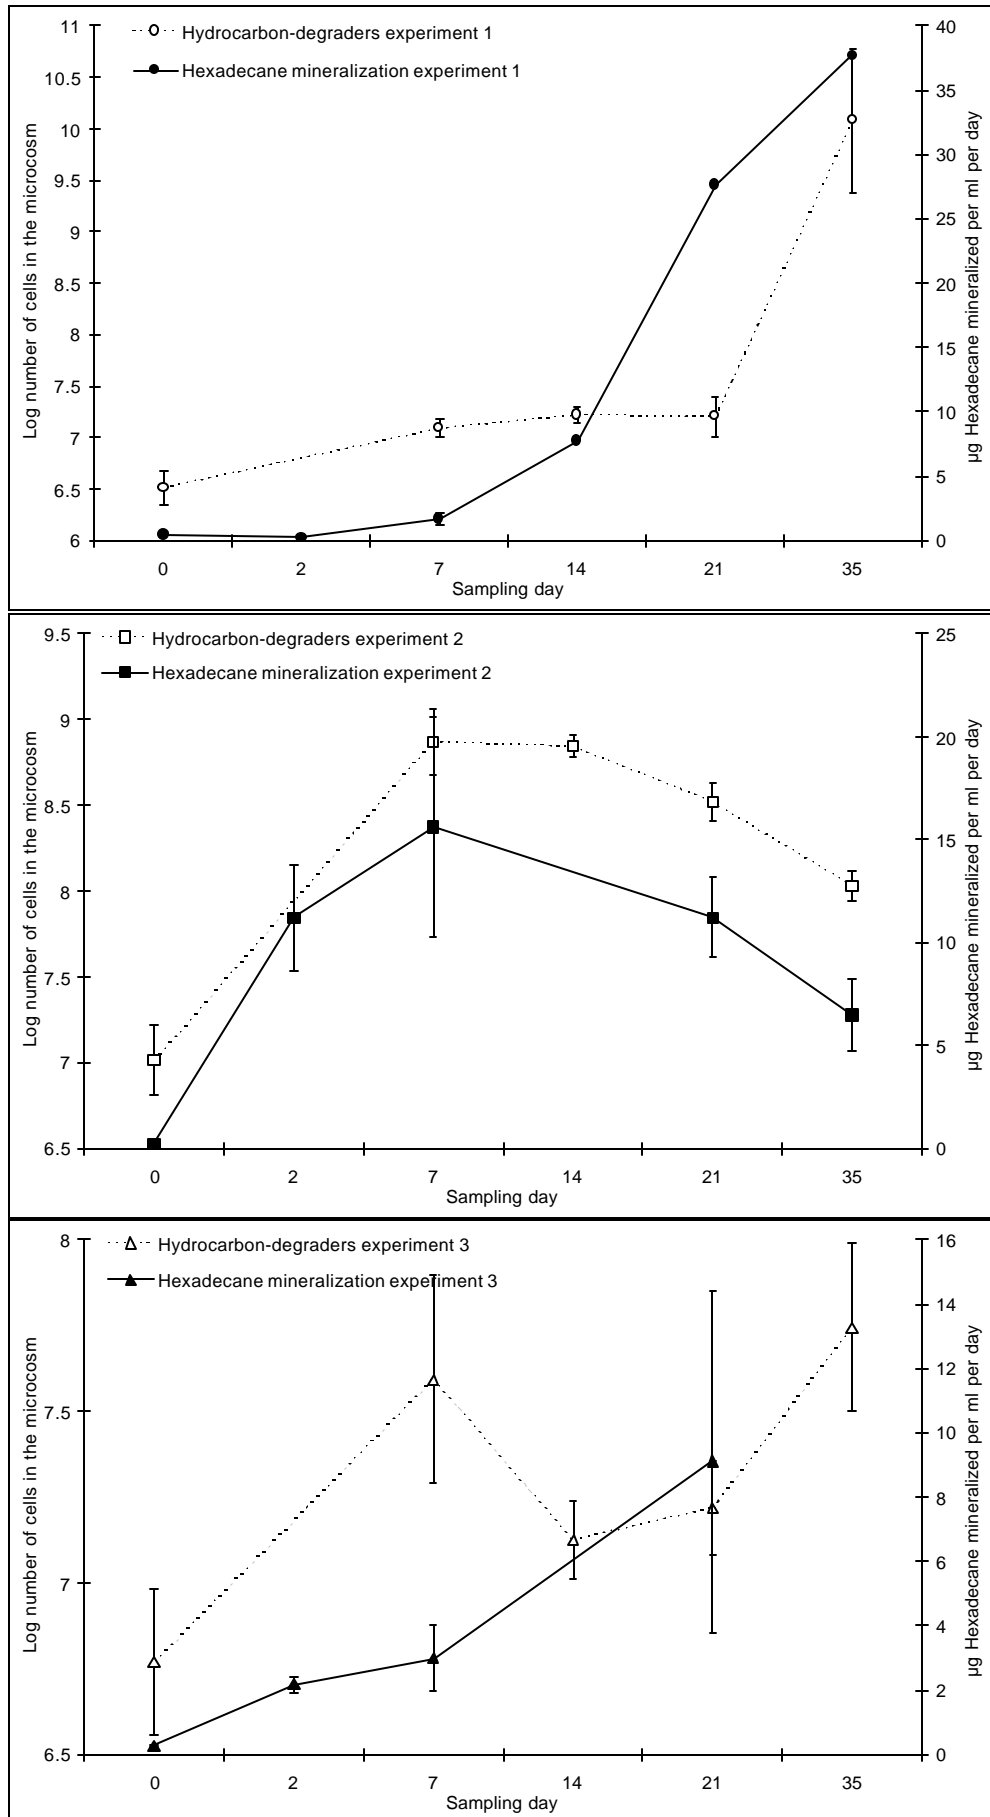 Hydrocarbon-degraders experiment 1
Hexadecane mineralization experiment 1
Log number of cells in the microcosm
11
10.5
10
9.5
9
8.5
8
7.5
7
6.5
6
40
35
30
25
20
15
10
5
0
µg Hexadecane mineralized per ml per day
0 2 7 14 21 35
Sampling day
Hydrocarbon-degraders experiment 2
Hexadecane mineralization experiment 2
Log number of cells in the microcosm
9.5
9
8.5
8
7.5
7
6.5
25
20
15
10
5
0
µg Hexadecane mineralized per ml per day
0 2 7 14 21 35
Sampling day
Hydrocarbon-degraders experiment 3
Hexadecane mineralization experiment 3
Log number of cells in the microcosm
8
7.5
7
6.5
16
14
12
10
8
6
4
2
0
µg Hexadecane mineralized per ml per day
0 2 7 14 21 35
Sampling day